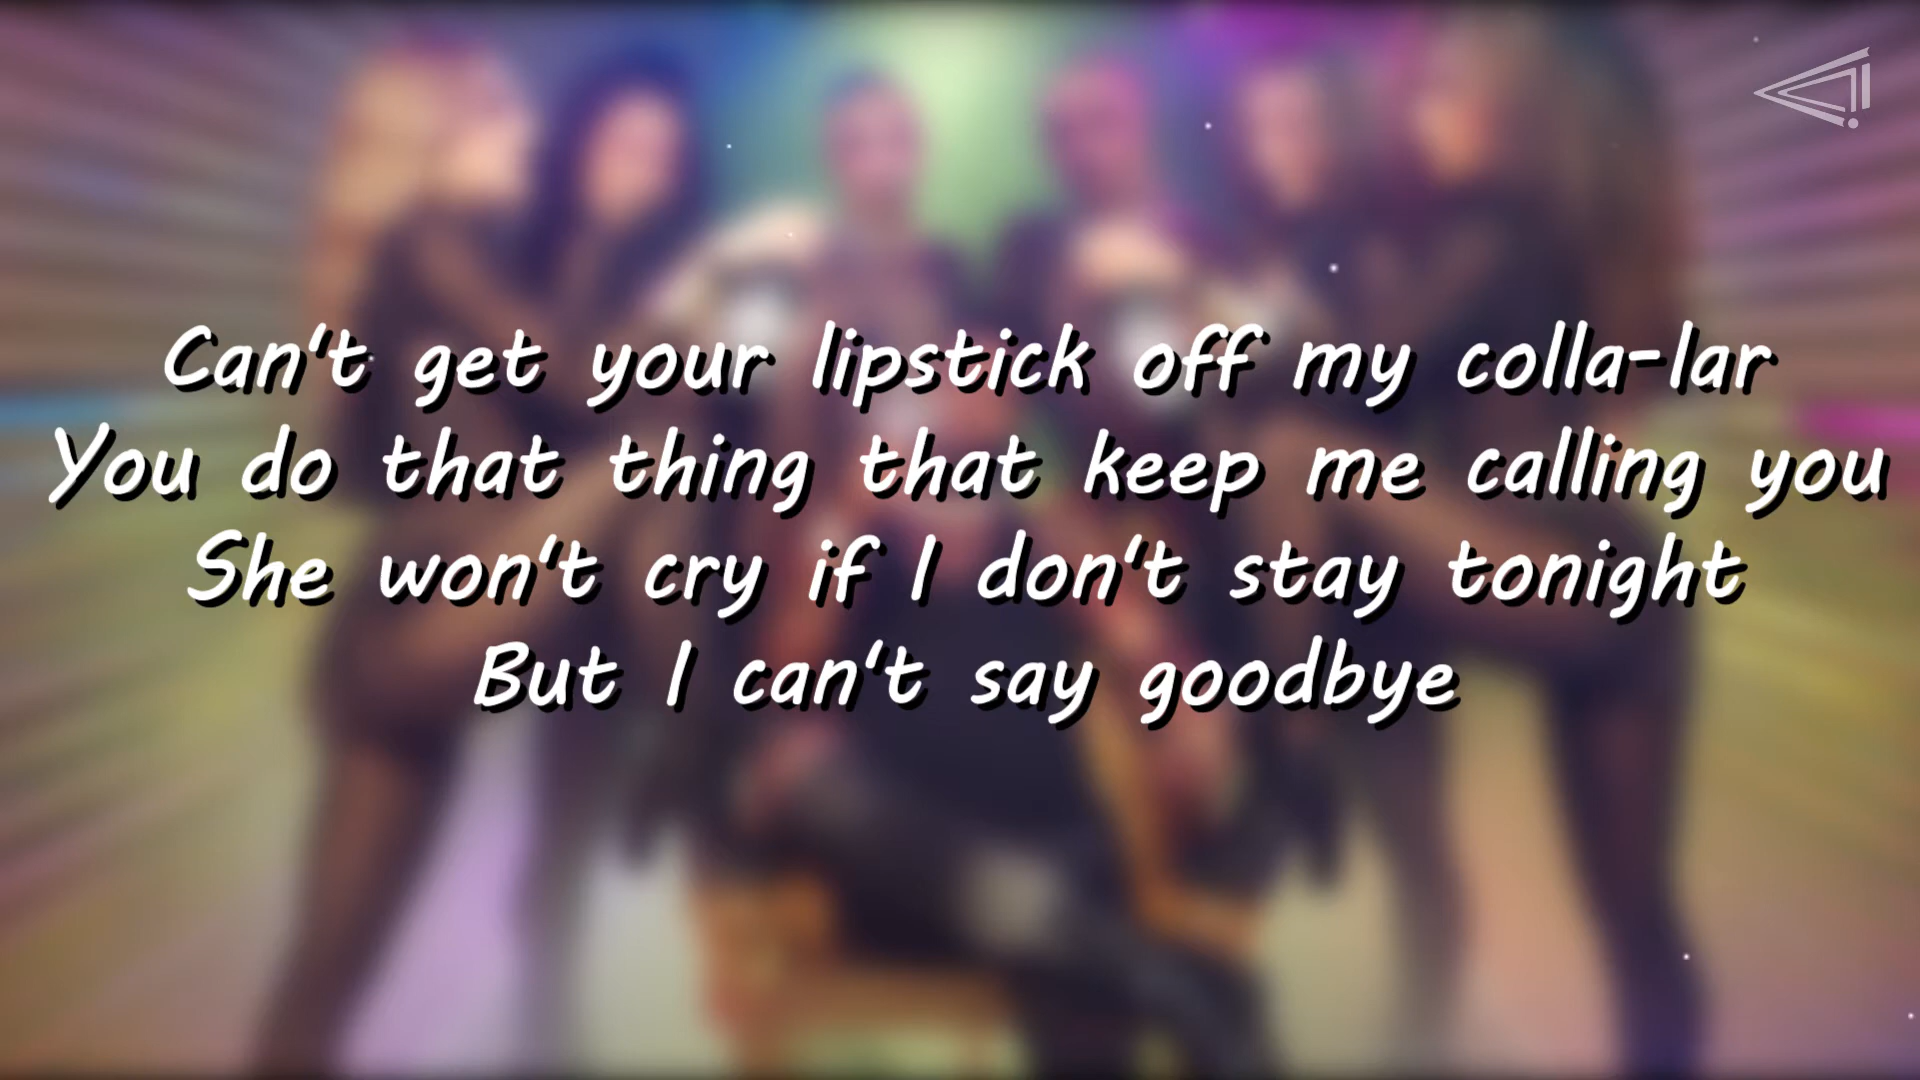 Can't get your lipstick off my colla-lar
You do that thing that keep me calling you
She won't cry if I don't stay tonight
But I can't say goodbye